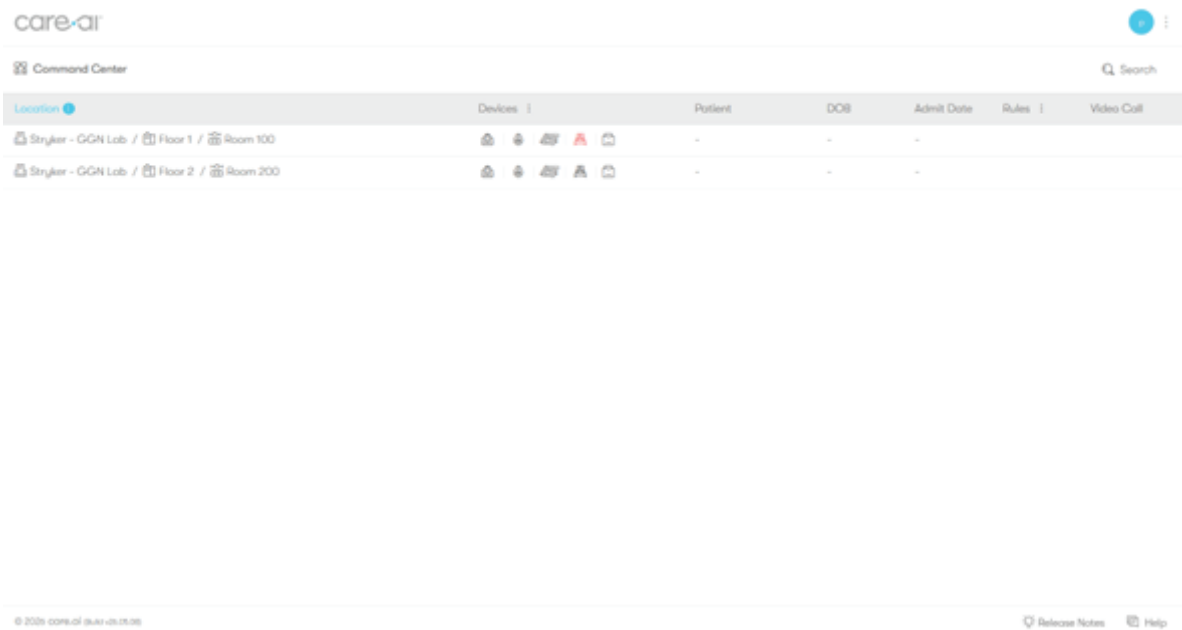 care.ai
Command Center
Search
Location Devices Patient DOB Admit Date Rules Video Call
Stryker - GGN Lab / Floor 1 / Room 100 - - -
Stryker - GGN Lab / Floor 2 / Room 200 - - -
© 2025 care.ai
Release Notes Help